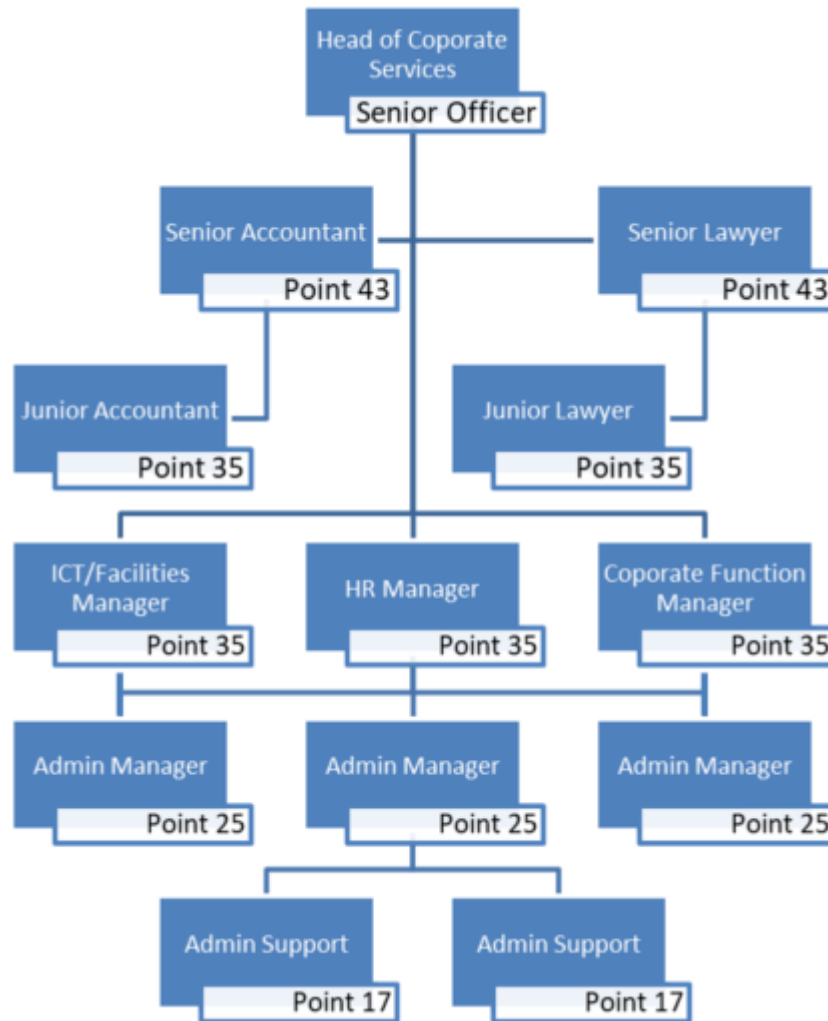 Head of Coporate
Services
Senior Officer
Senior Accountant
Point 43
Senior Lawyer
Point 43
Junior Accountant
Point 35
Junior Lawyer
Point 35
ICT/Facilities
Manager
Point 35
HR Manager
Point 35
Coporate Function
Manager
Point 35
Admin Manager
Point 25
Admin Manager
Point 25
Admin Manager
Point 25
Admin Support
Point 17
Admin Support
Point 17